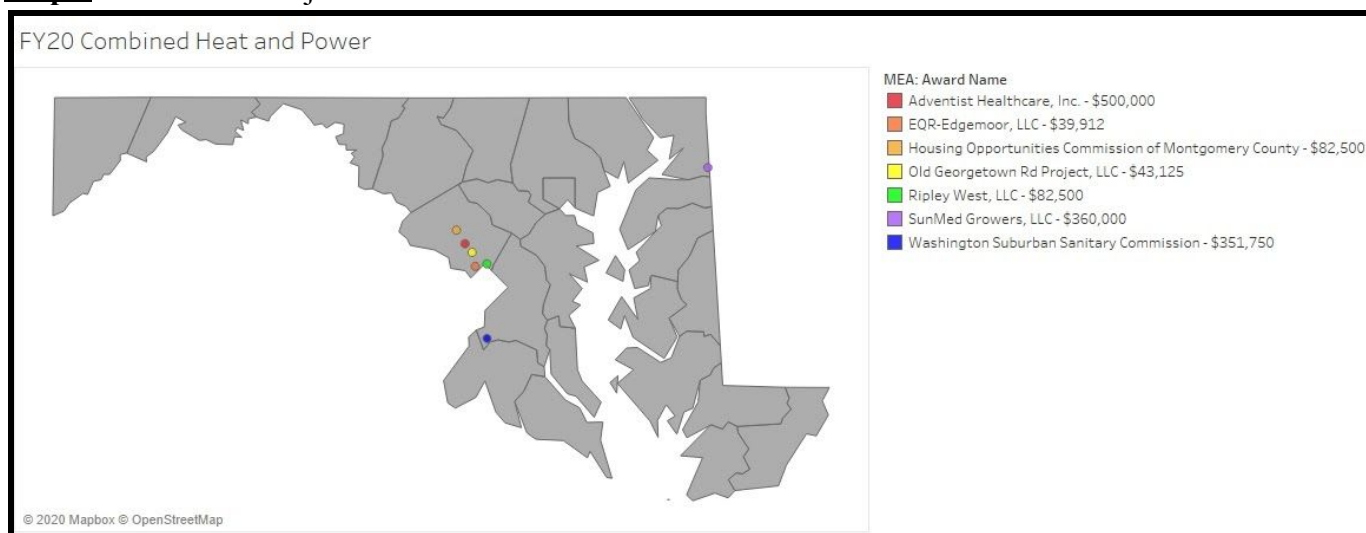 FY20 Combined Heat and Power
MEA: Award Name
Adventist Healthcare, Inc. - $500,000
EQR-Edgemoor, LLC - $39,912
Housing Opportunities Commission of Montgomery County - $82,500
Old Georgetown Rd Project, LLC - $43,125
Ripley West, LLC - $82,500
SunMed Growers, LLC - $360,000
Washington Suburban Sanitary Commission - $351,750
© 2020 Mapbox © OpenStreetMap